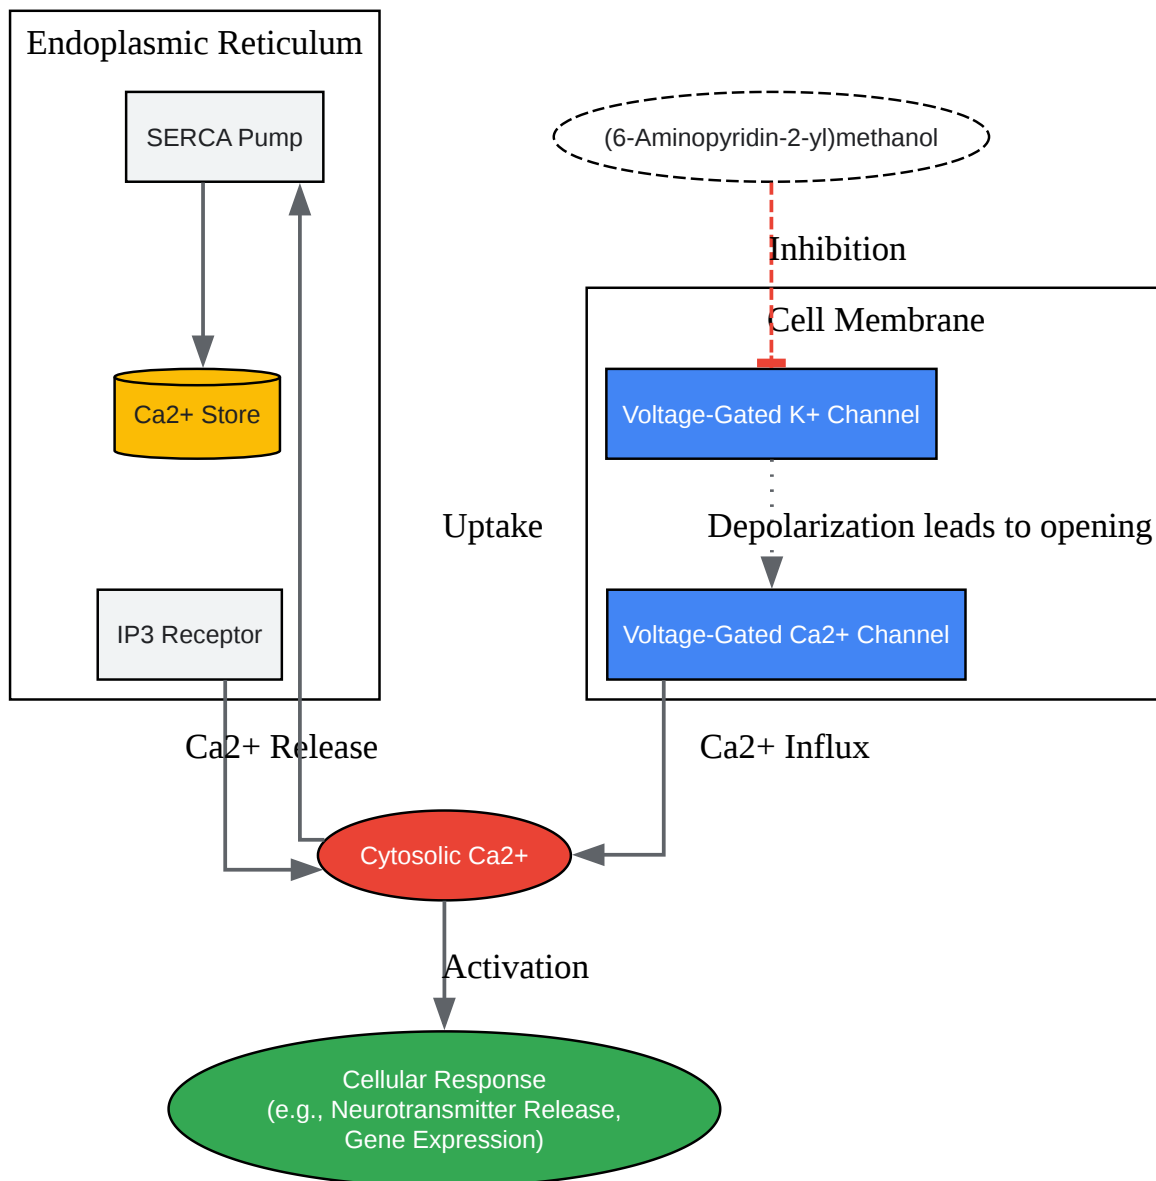 Endoplasmic Reticulum
SERCA Pump
(6-Aminopyridin-2-yl)methanol
Inhibition
Cell Membrane
Ca2+ Store
Voltage-Gated K+ Channel
Uptake
Depolarization leads to opening
IP3 Receptor
Voltage-Gated Ca2+ Channel
Ca2+ Release
Ca2+ Influx
Cytosolic Ca2+
Activation
Cellular Response
(e.g., Neurotransmitter Release,
Gene Expression)